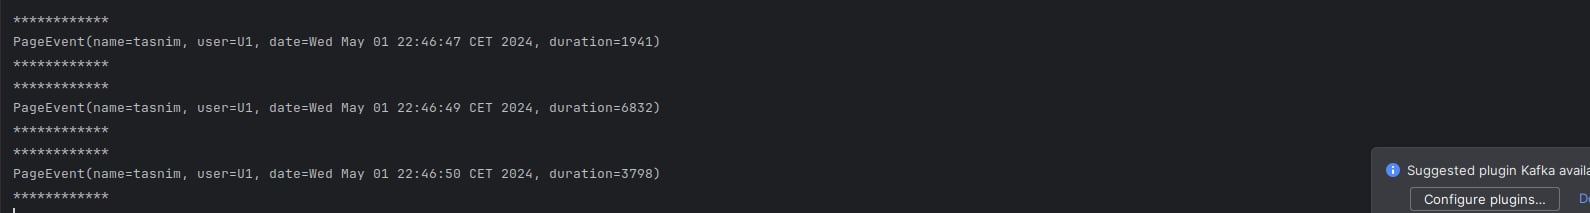 ************
PageEvent(name=tasnim, user=U1, date=Wed May 01 22:46:47 CET 2024, duration=1941)
************
************
PageEvent(name=tasnim, user=U1, date=Wed May 01 22:46:49 CET 2024, duration=6832)
************
************
PageEvent(name=tasnim, user=U1, date=Wed May 01 22:46:50 CET 2024, duration=3798)
************
Suggested plugin Kafka
Configure plugins...